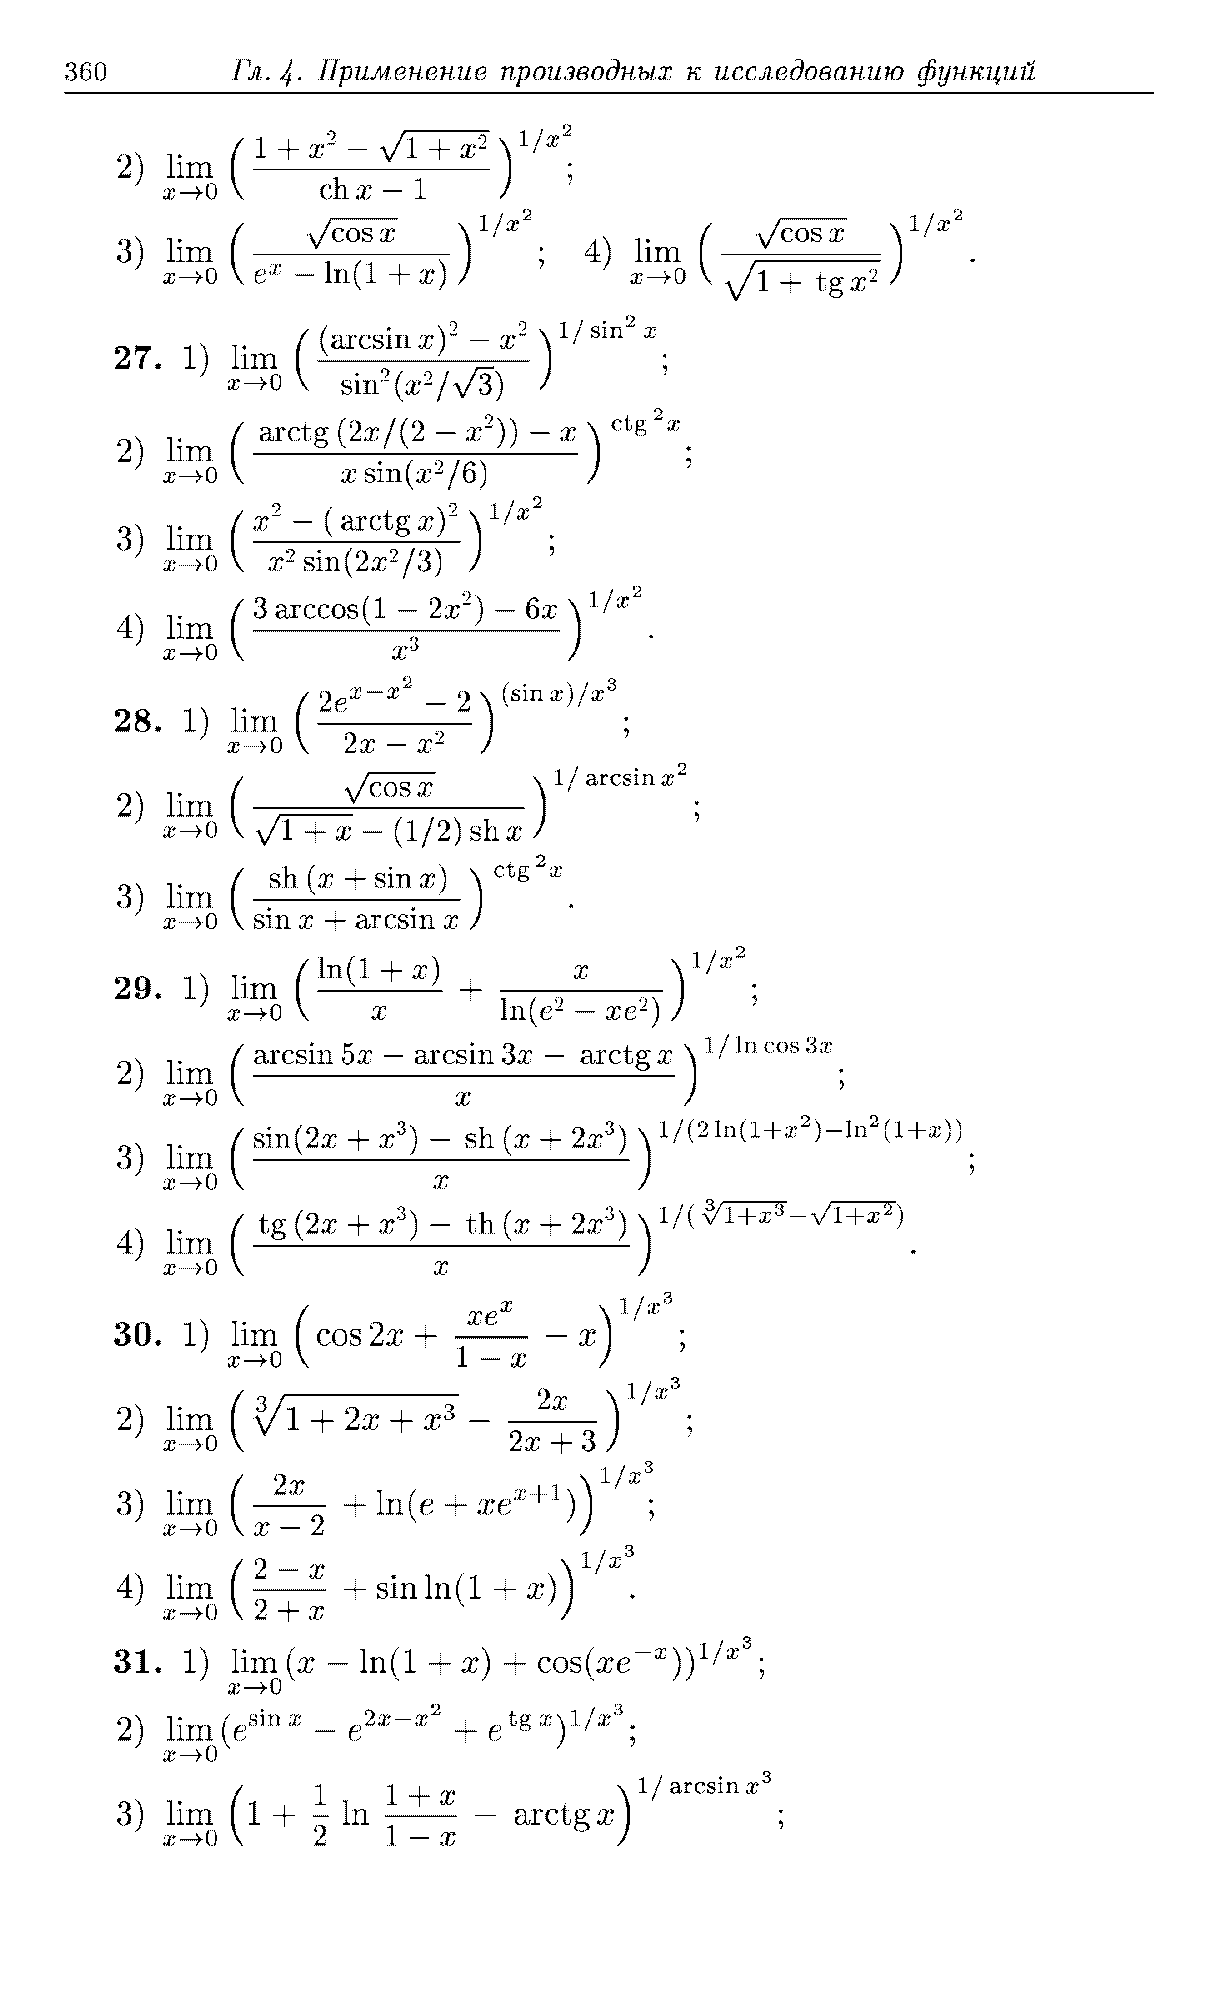 360 Гл. 4. Применение производных к исследованию функций
2) lim_{x→0} ( (1 + x² − √(1 + x²)) / (ch x − 1) )^{1/x²};
3) lim_{x→0} ( √(cos x) / (eˣ − ln(1 + x)) )^{1/x²}; 4) lim_{x→0} ( √(cos x) / √(1 + tg x²) )^{1/x²}.
27. 1) lim_{x→0} ( ((arcsin x)² − x²) / (sin²(x²/√3)) )^{1/sin² x};
2) lim_{x→0} ( (arctg (2x/(2 − x²)) − x) / (x sin(x²/6)) )^{ctg² x};
3) lim_{x→0} ( (x² − (arctg x)²) / (x² sin(2x²/3)) )^{1/x²};
4) lim_{x→0} ( (3 arccos(1 − 2x²) − 6x) / x³ )^{1/x²}.
28. 1) lim_{x→0} ( (2e^{x−x²} − 2) / (2x − x²) )^{(sin x)/x³};
2) lim_{x→0} ( √(cos x) / (√(1 + x) − (1/2) sh x) )^{1/arcsin x²};
3) lim_{x→0} ( sh (x + sin x) / (sin x + arcsin x) )^{ctg² x}.
29. 1) lim_{x→0} ( ln(1 + x) / x + x / ln(e² − xe²) )^{1/x²};
2) lim_{x→0} ( (arcsin 5x − arcsin 3x − arctg x) / x )^{1/ln cos 3x};
3) lim_{x→0} ( (sin(2x + x³) − sh (x + 2x³)) / x )^{1/(2 ln(1+x²)−ln²(1+x))};
4) lim_{x→0} ( (tg (2x + x³) − th (x + 2x³)) / x )^{1/(∛(1+x³)−√(1+x²))}.
30. 1) lim_{x→0} ( cos 2x + xeˣ / (1 − x) − x )^{1/x³};
2) lim_{x→0} ( ∛(1 + 2x + x³) − 2x / (2x + 3) )^{1/x³};
3) lim_{x→0} ( 2x / (x − 2) + ln(e + xe^{x+1}) )^{1/x³};
4) lim_{x→0} ( (2 − x) / (2 + x) + sin ln(1 + x) )^{1/x³}.
31. 1) lim_{x→0} (x − ln(1 + x) + cos(xe^{−x}))^{1/x³};
2) lim_{x→0} (e^{sin x} − e^{2x−x²} + e^{tg x})^{1/x³};
3) lim_{x→0} ( 1 + (1/2) ln ((1 + x) / (1 − x)) − arctg x )^{1/arcsin x³};